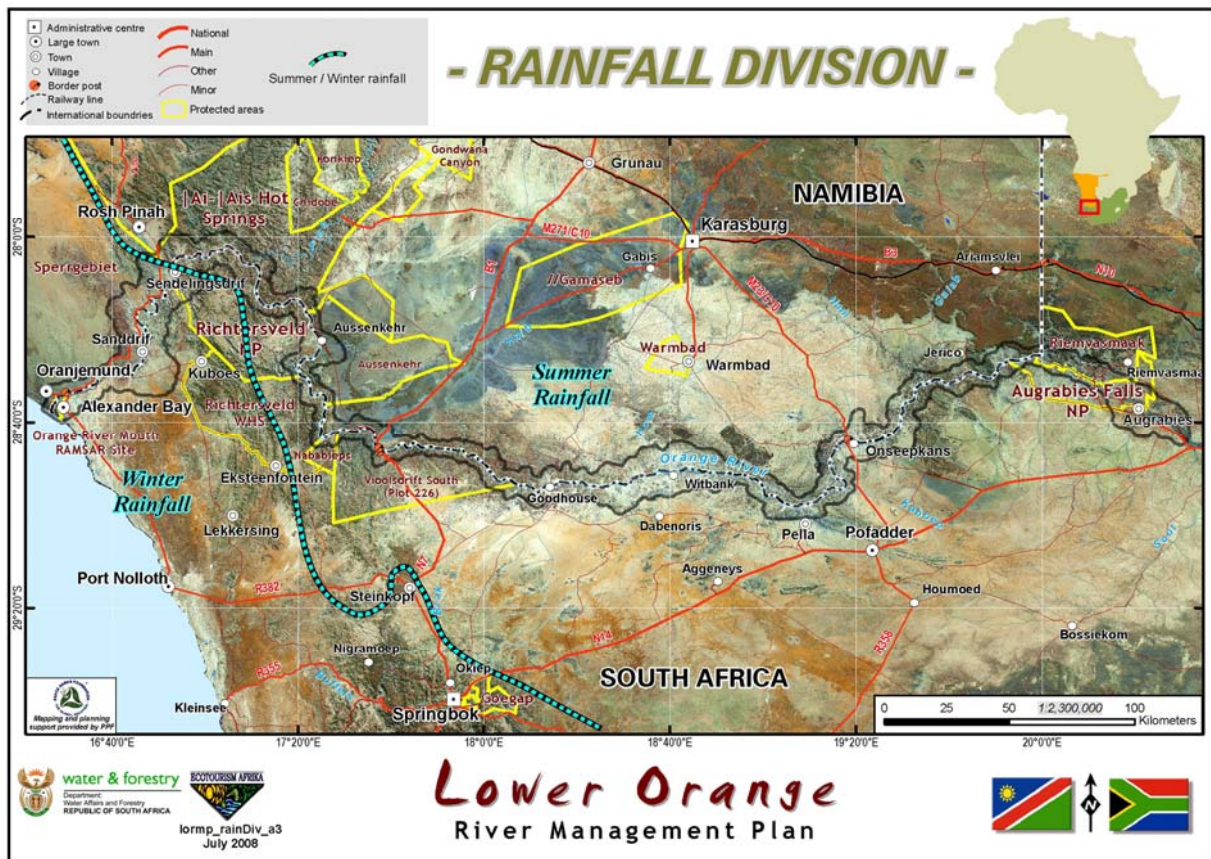 Administrative centre
Large town
Town
Village
Border post
Railway line
International boundries
National
Main
Other
Minor
Protected areas
Summer / Winter rainfall
- RAINFALL DIVISION -
Konkiep
Gondwana
Canyon
Grunau
NAMIBIA
|Ai-|Ais Hot
Springs
Chidobe
Rosh Pinah
M27/C10
Karasburg
28°0'0"S
B1
Gabis
B3
Ariamsvlei
N10
Sperrgebiet
Sendelingsdrif
//Gamaseb
Richtersveld
NP
Aussenkehr
Sanddrif
Riemvasmaak
Warmbad
Jerico
Riemvasmaa
Oranjemund
Kuboes
Aussenkehr
Warmbad
Summer
Rainfall
Augrabies Falls
NP
Alexander Bay
Richtersveld
WHS
28°40'0"S
Augrabies
Orange River Mouth
RAMSAR Site
Nababieps
Onseepkans
Winter
Rainfall
Eksteenfontein
Vioolsdrift South
(Plot 226)
Orange River
Goodhouse
Witbank
Lekkersing
Dabenoris
Pella
Pofadder
Port Nolloth
R382
N7
Aggeneys
Steinkopf
Houmoed
29°20'0"S
Bossiekom
N14
R358
Nigramoep
R355
Okiep
SOUTH AFRICA
Goegap
Springbok
Kleinsee
Mapping and planning
support provided by PPF
0 25 50 1:2,300,000 100
Kilometers
16°40'0"E 17°20'0"E 18°0'0"E 18°40'0"E 19°20'0"E 20°0'0"E
water & forestry
Department:
Water Affairs and Forestry
REPUBLIC OF SOUTH AFRICA
ECOTOURISM AFRIKA
lormp_rainDiv_a3
July 2008
Lower Orange
River Management Plan
N